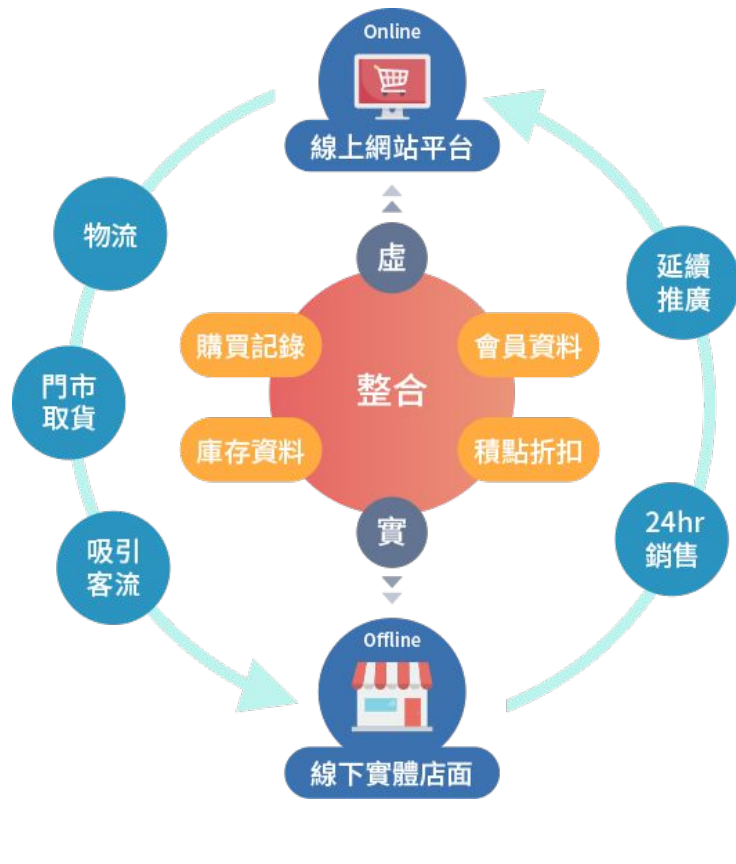 Online
線上網站平台
虛
物流
門市
取貨
吸引
客流
購買記錄
會員資料
整合
庫存資料
積點折扣
實
延續
推廣
24hr
銷售
Offline
線下實體店面